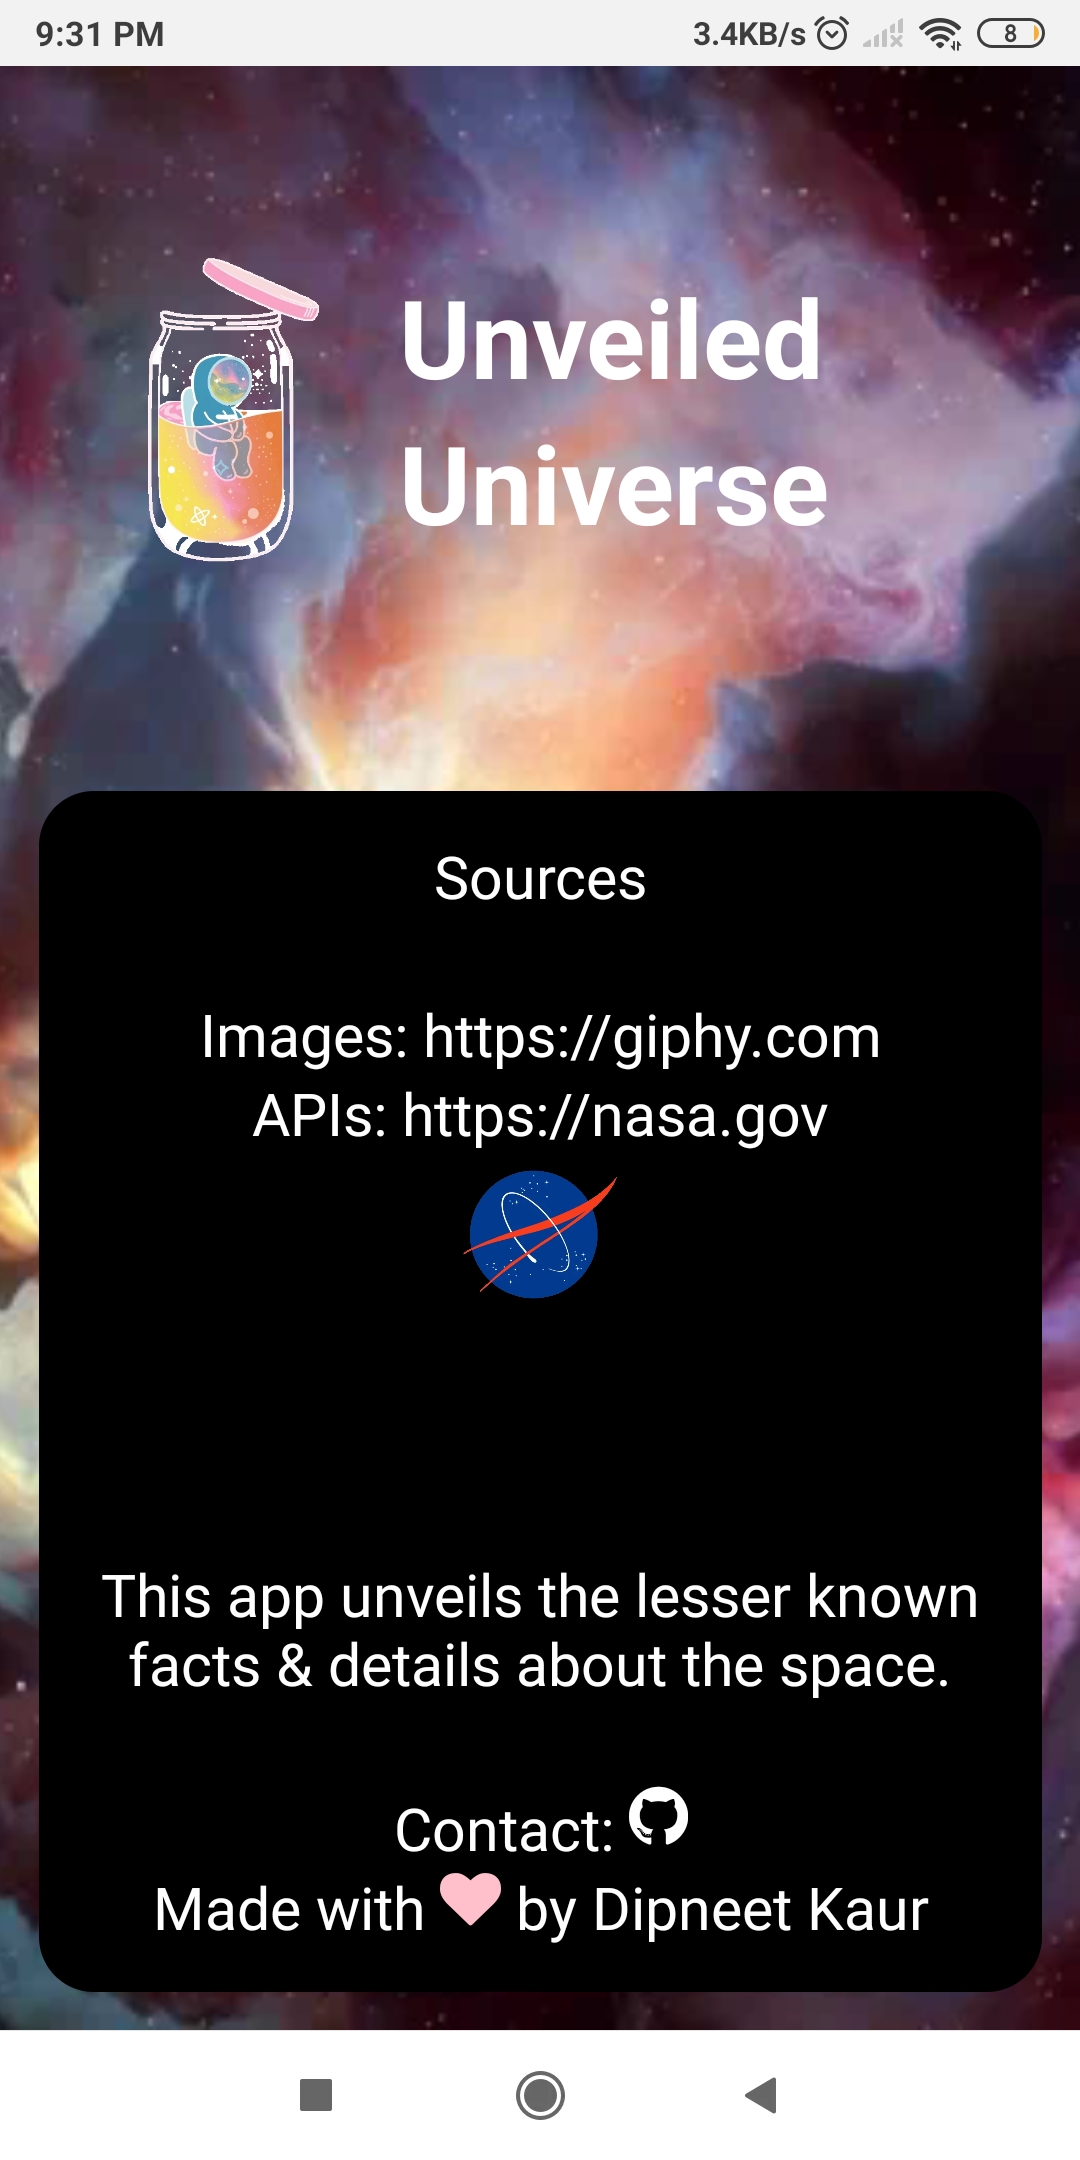 9:31 PM 3.4KB/s 8
Unveiled
Universe
Sources
Images: https://giphy.com
APIs: https://nasa.gov
This app unveils the lesser known
facts & details about the space.
Contact:
Made with by Dipneet Kaur